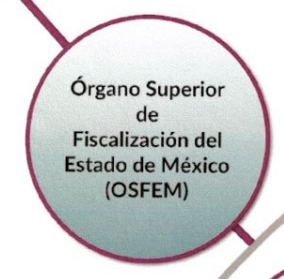 Órgano Superior
de
Fiscalización del
Estado de México
(OSFEM)